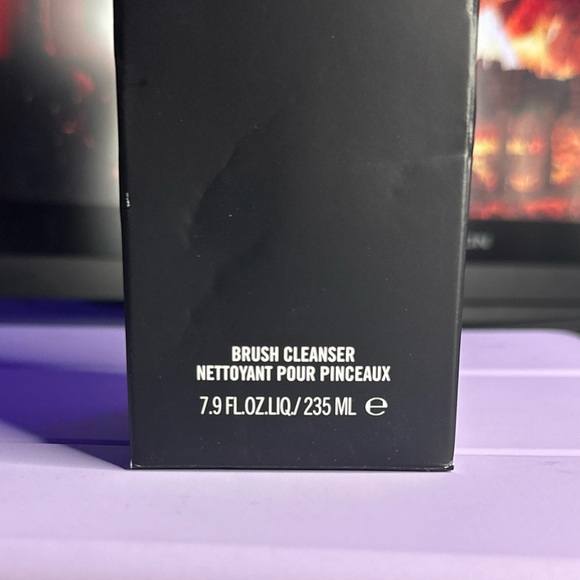 BRUSH CLEANSER
NETTOYANT POUR PINCEAUX
7.9 FL.OZ.LIQ./ 235 ML ℮